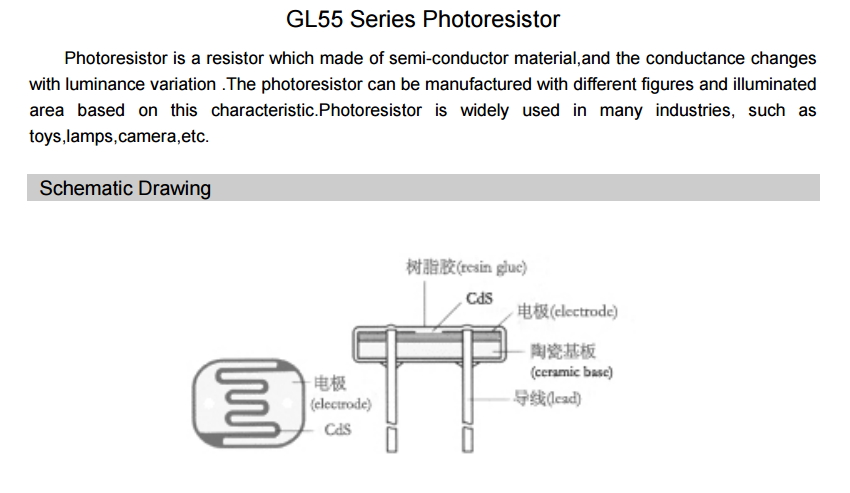 GL55 Series Photoresistor
Photoresistor is a resistor which made of semi-conductor material,and the conductance changes
with luminance variation .The photoresistor can be manufactured with different figures and illuminated
area based on this characteristic.Photoresistor is widely used in many industries, such as
toys,lamps,camera,etc.
Schematic Drawing
树脂胶(resin glue)
CdS
电极(electrode)
陶瓷基板
(ceramic base)
导线(lead)
电极
(electrode)
CdS